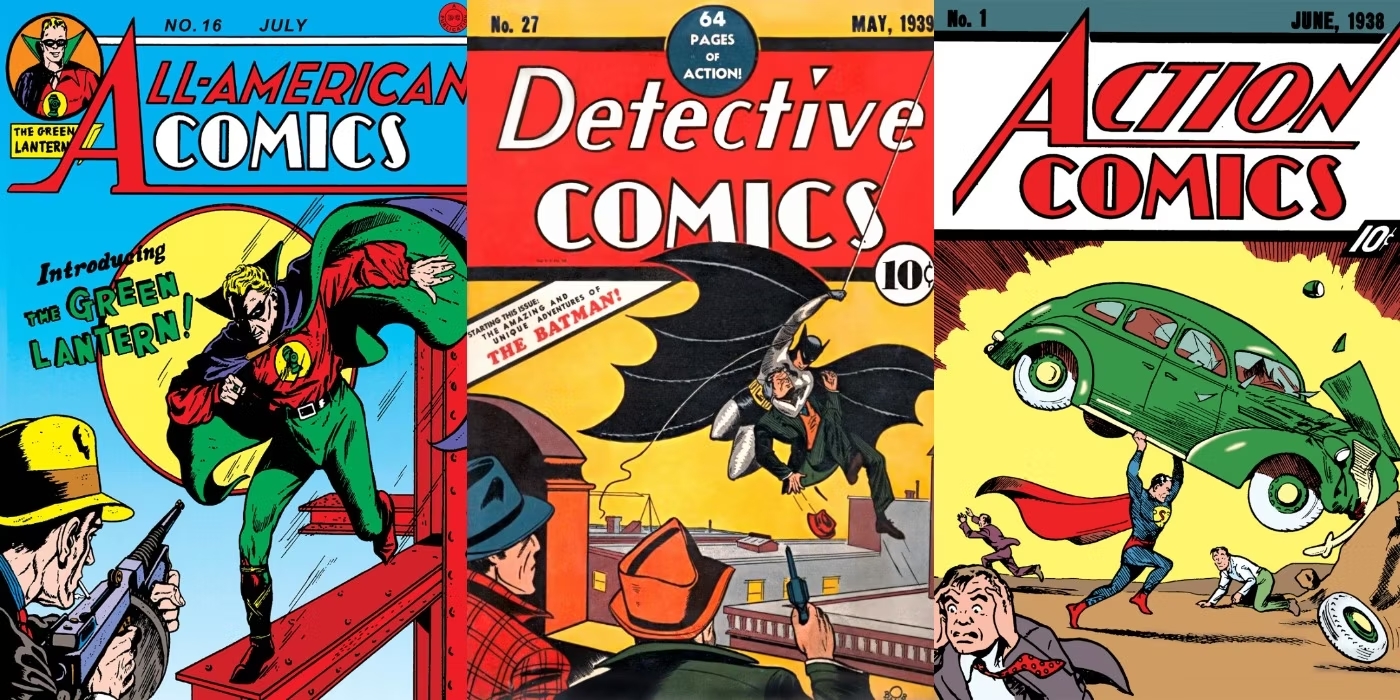 NO. 16 JULY
ALL-AMERICAN
COMICS
THE GREEN
LANTERN
Introducing
THE GREEN
LANTERN!
No. 27
MAY, 1939
64
PAGES
OF
ACTION!
Detective
COMICS
10¢
STARTING THIS ISSUE:
THE AMAZING AND
UNIQUE ADVENTURES OF
THE BATMAN!
BOB
No. 1
JUNE, 1938
ACTION
COMICS
10¢
S